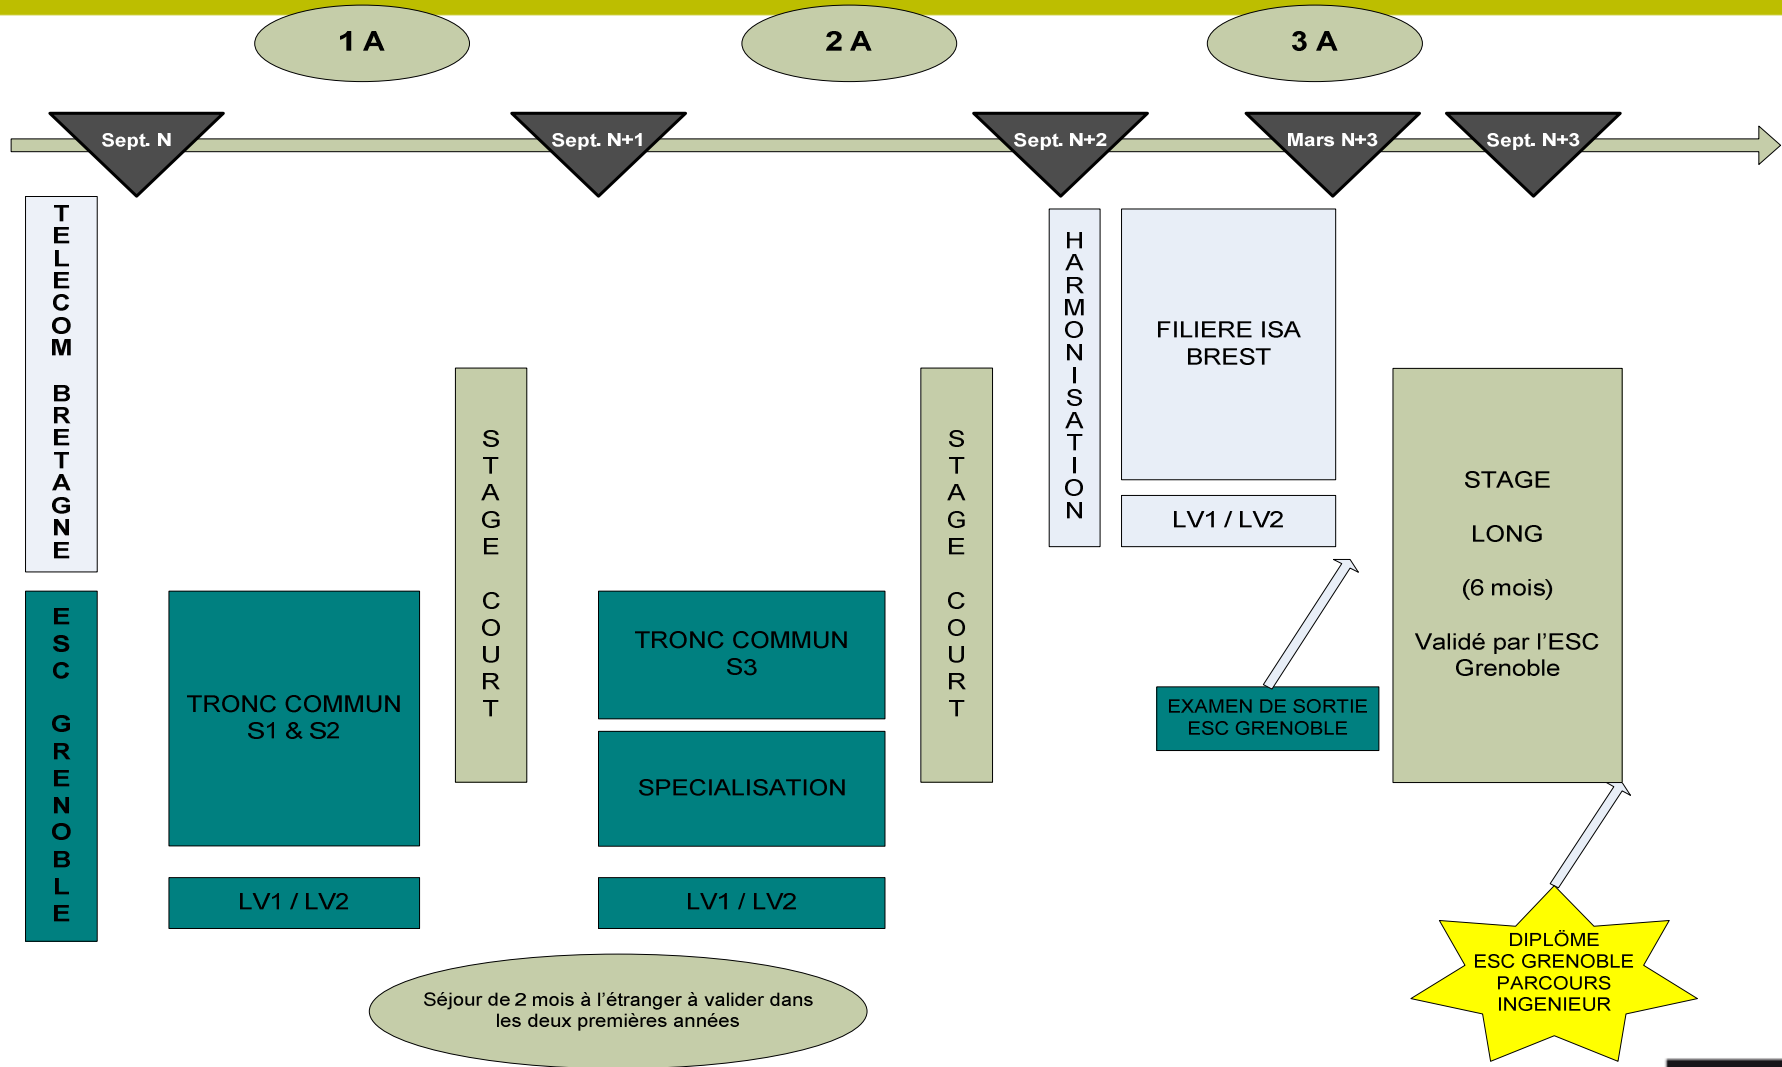 1 A
2 A
3 A
Sept. N
Sept. N+1
Sept. N+2
Mars N+3
Sept. N+3
TELECOM BRETAGNE
ESC GRENOBLE
TRONC COMMUN
S1 & S2
LV1 / LV2
STAGE COURT
TRONC COMMUN
S3
SPECIALISATION
LV1 / LV2
STAGE COURT
HARMONISATION
FILIERE ISA
BREST
LV1 / LV2
EXAMEN DE SORTIE
ESC GRENOBLE
STAGE
LONG
(6 mois)
Validé par l’ESC
Grenoble
Séjour de 2 mois à l’étranger à valider dans
les deux premières années
DIPLÖME
ESC GRENOBLE
PARCOURS
INGENIEUR